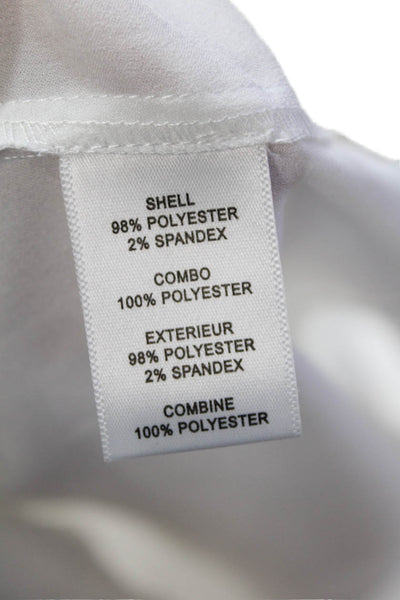 SHELL
98% POLYESTER
2% SPANDEX
COMBO
100% POLYESTER
EXTERIEUR
98% POLYESTER
2% SPANDEX
COMBINE
100% POLYESTER